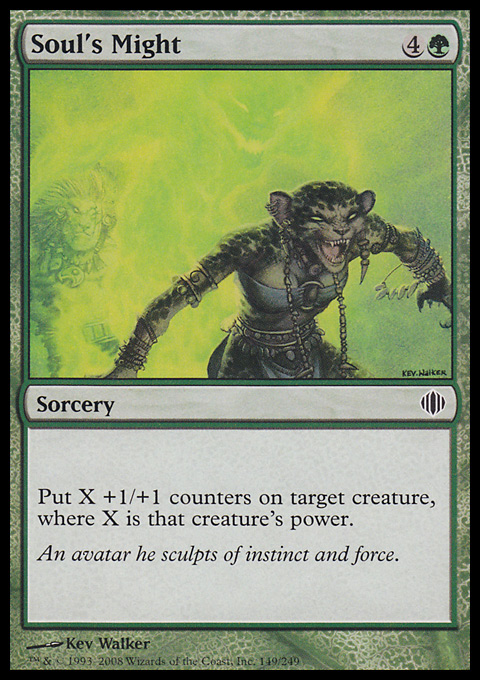 Soul's Might
4
KEV. WALKER
Sorcery
Put X +1/+1 counters on target creature,
where X is that creature's power.
An avatar he sculpts of instinct and force.
Kev Walker
™ & © 1993–2008 Wizards of the Coast, Inc. 149/249